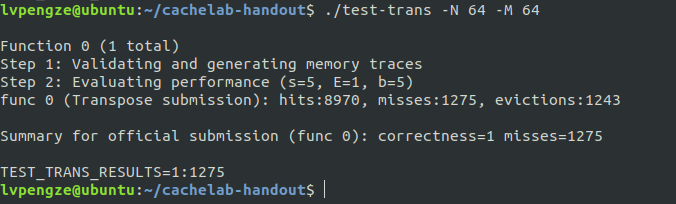 lvpengze@ubuntu:~/cachelab-handout$ ./test-trans -N 64 -M 64
Function 0 (1 total)
Step 1: Validating and generating memory traces
Step 2: Evaluating performance (s=5, E=1, b=5)
func 0 (Transpose submission): hits:8970, misses:1275, evictions:1243
Summary for official submission (func 0): correctness=1 misses=1275
TEST_TRANS_RESULTS=1:1275
lvpengze@ubuntu:~/cachelab-handout$